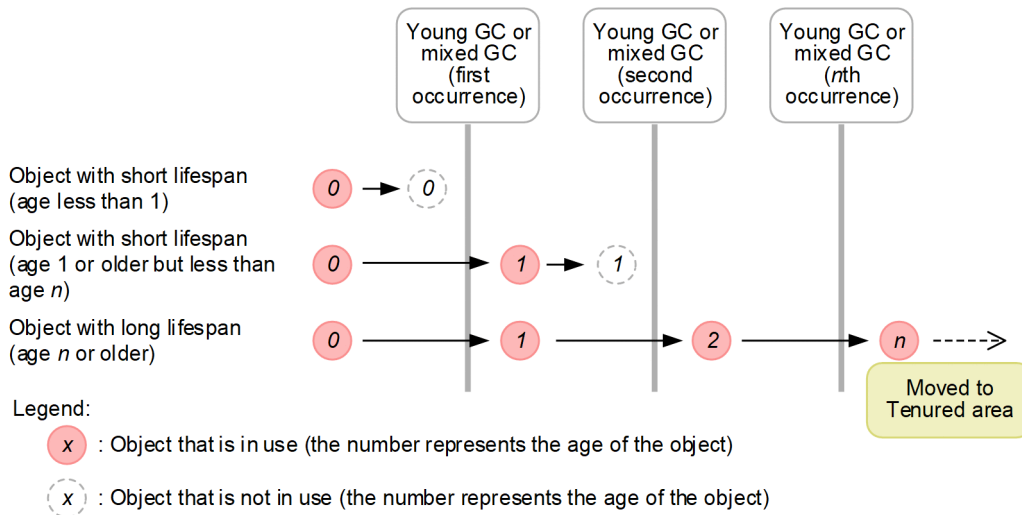 Young GC or
mixed GC
(first
occurrence)
Young GC or
mixed GC
(second
occurrence)
Young GC or
mixed GC
(nth
occurrence)
Object with short lifespan
(age less than 1)
0
0
Object with short lifespan
(age 1 or older but less than
age n)
0
1
1
Object with long lifespan
(age n or older)
0
1
2
n
Moved to
Tenured area
Legend:
x : Object that is in use (the number represents the age of the object)
x : Object that is not in use (the number represents the age of the object)